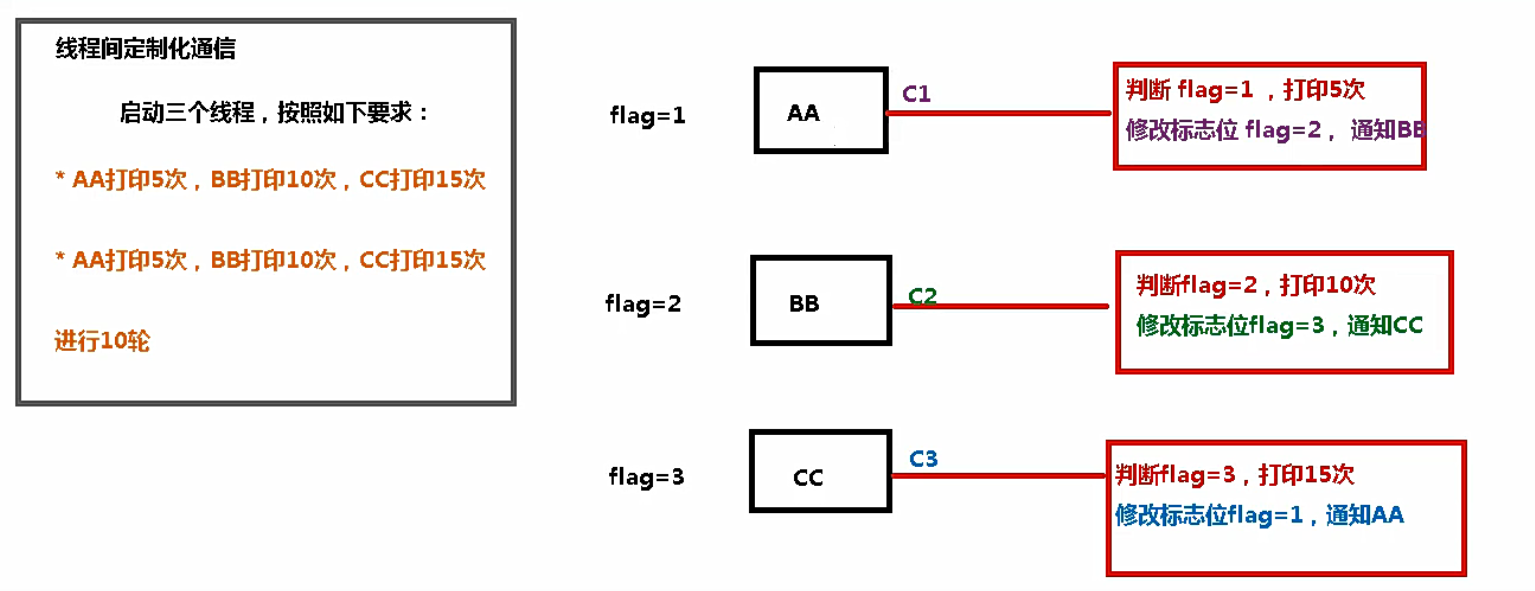 线程间定制化通信
启动三个线程，按照如下要求：
* AA打印5次，BB打印10次，CC打印15次
* AA打印5次，BB打印10次，CC打印15次
进行10轮
flag=1
AA
C1
判断 flag=1 ，打印5次
修改标志位 flag=2， 通知BB
flag=2
BB
C2
判断flag=2，打印10次
修改标志位flag=3，通知CC
flag=3
CC
C3
判断flag=3，打印15次
修改标志位flag=1，通知AA